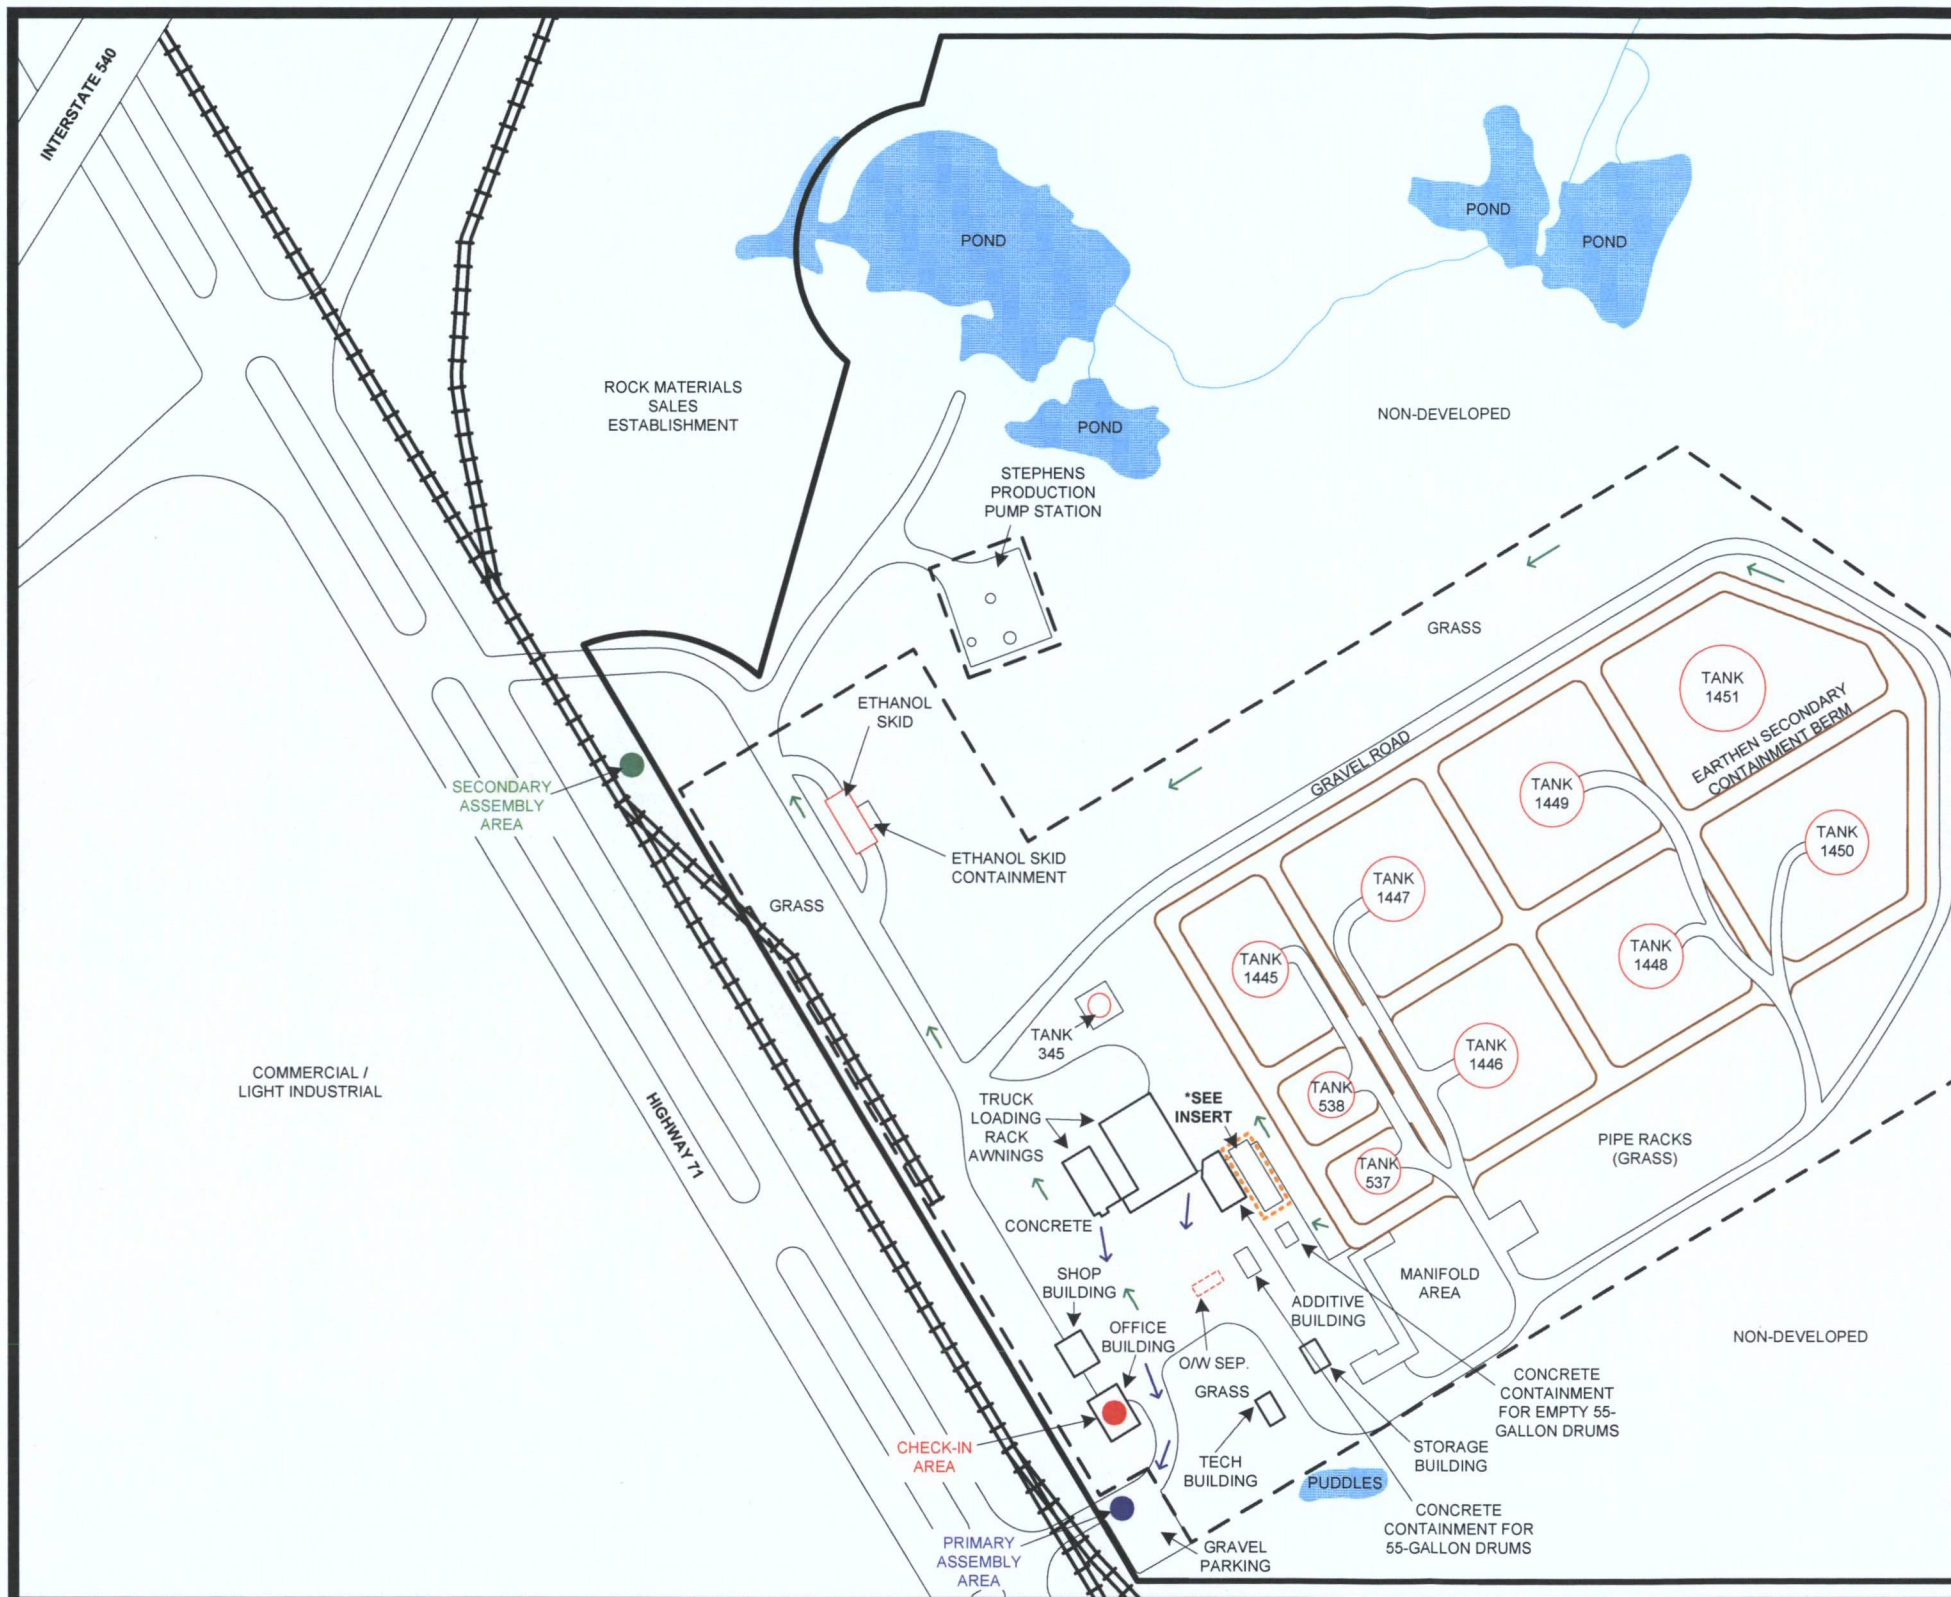 INTERSTATE 540
POND
POND
POND
ROCK MATERIALS
SALES
ESTABLISHMENT
NON-DEVELOPED
POND
STEPHENS
PRODUCTION
PUMP STATION
GRASS
ETHANOL
SKID
TANK
1451
EARTHEN SECONDARY
CONTAINMENT BERM
GRAVEL ROAD
SECONDARY
ASSEMBLY
AREA
TANK
1449
TANK
1450
ETHANOL SKID
CONTAINMENT
GRASS
TANK
1447
TANK
1448
TANK
1445
TANK
345
TANK
1446
COMMERCIAL /
LIGHT INDUSTRIAL
HIGHWAY 71
TRUCK
LOADING
RACK
AWNINGS
*SEE
INSERT
TANK
538
PIPE RACKS
(GRASS)
TANK
537
CONCRETE
SHOP
BUILDING
MANIFOLD
AREA
ADDITIVE
BUILDING
OFFICE
BUILDING
O/W SEP.
GRASS
NON-DEVELOPED
CONCRETE
CONTAINMENT
FOR EMPTY 55-
GALLON DRUMS
CHECK-IN
AREA
TECH
BUILDING
STORAGE
BUILDING
PUDDLES
CONCRETE
CONTAINMENT FOR
55-GALLON DRUMS
PRIMARY
ASSEMBLY
AREA
GRAVEL
PARKING